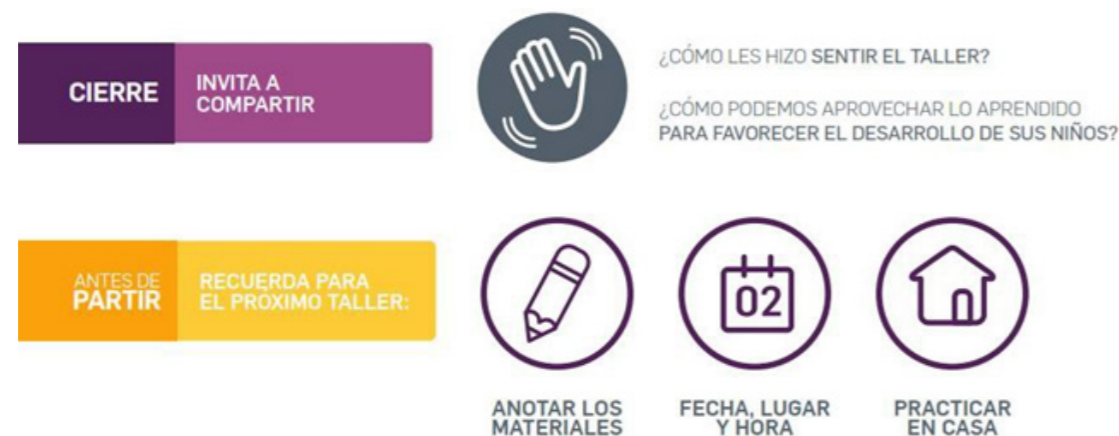 CIERRE
INVITA A
COMPARTIR
¿CÓMO LES HIZO SENTIR EL TALLER?
¿CÓMO PODEMOS APROVECHAR LO APRENDIDO
PARA FAVORECER EL DESARROLLO DE SUS NIÑOS?
ANTES DE
PARTIR
RECUERDA PARA
EL PRÓXIMO TALLER:
02
ANOTAR LOS
MATERIALES
FECHA, LUGAR
Y HORA
PRACTICAR
EN CASA